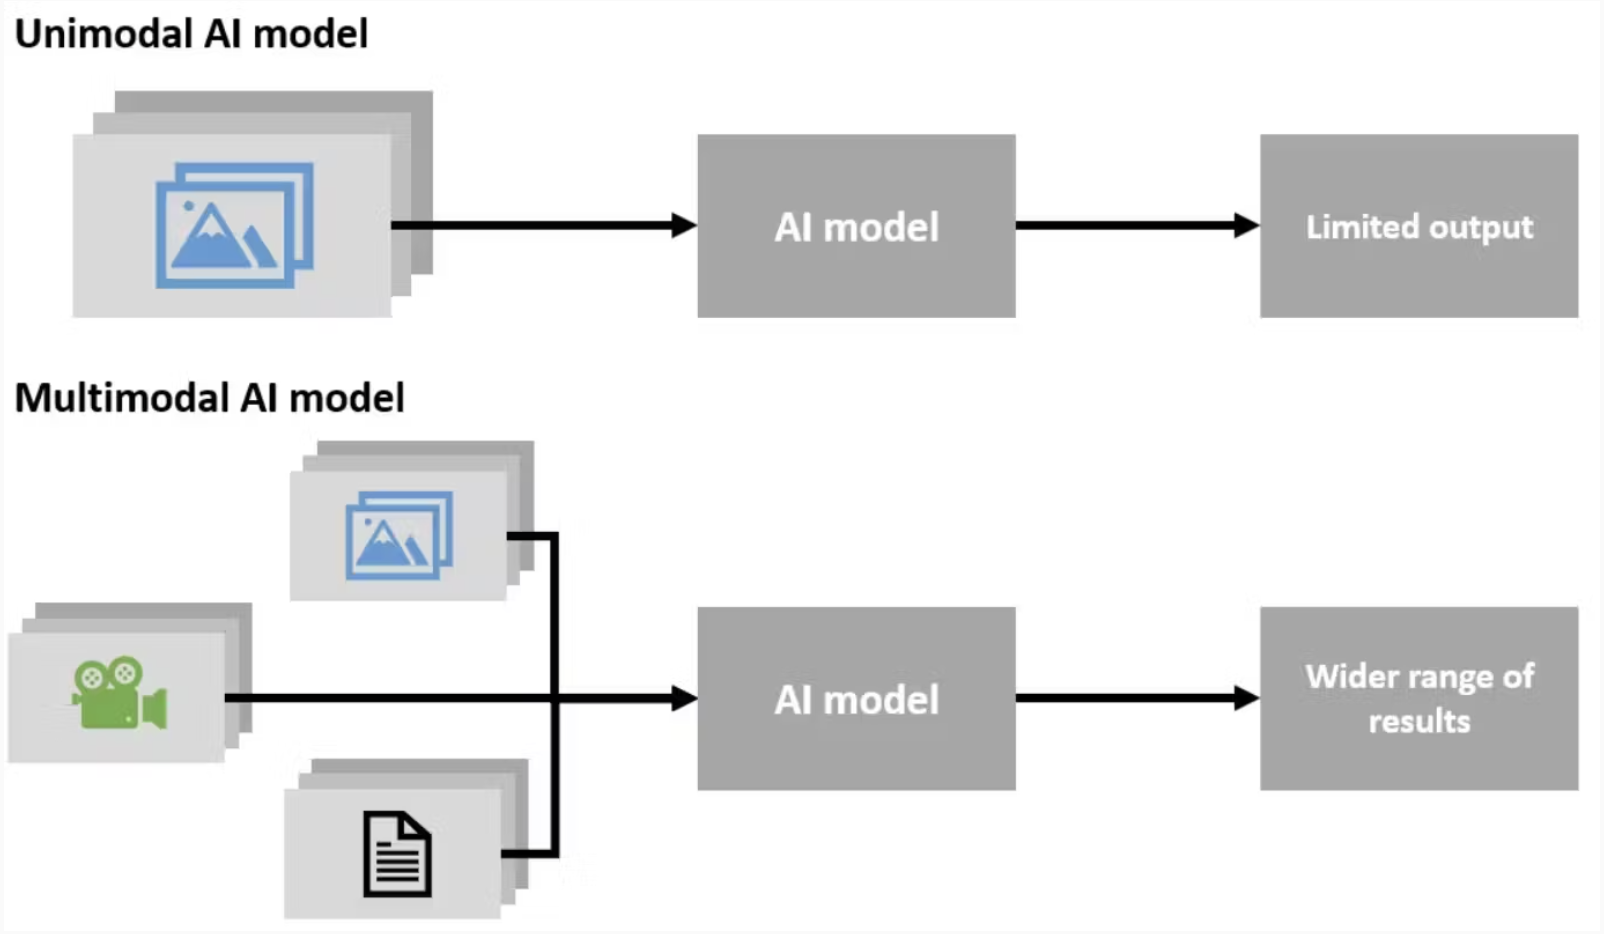 Unimodal AI model
AI model
Limited output
Multimodal AI model
AI model
Wider range of
results